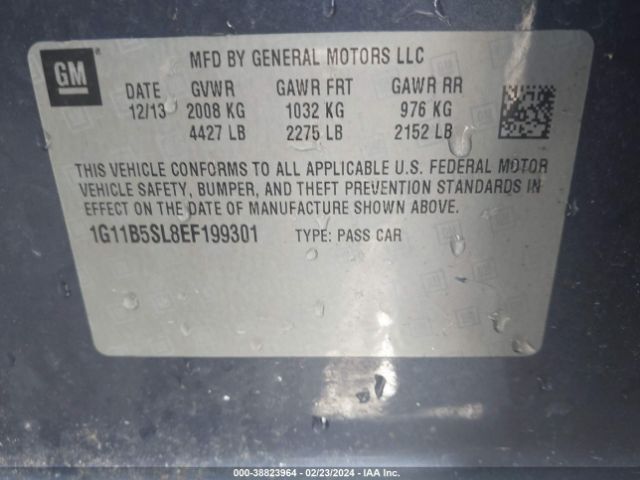 GM
MFD BY GENERAL MOTORS LLC
DATE GVWR GAWR FRT GAWR RR
12/13 2008 KG 1032 KG 976 KG
4427 LB 2275 LB 2152 LB
THIS VEHICLE CONFORMS TO ALL APPLICABLE U.S. FEDERAL MOTOR
VEHICLE SAFETY, BUMPER, AND THEFT PREVENTION STANDARDS IN
EFFECT ON THE DATE OF MANUFACTURE SHOWN ABOVE.
1G11B5SL8EF199301 TYPE: PASS CAR
000-38823964 - 02/23/2024 - IAA Inc.